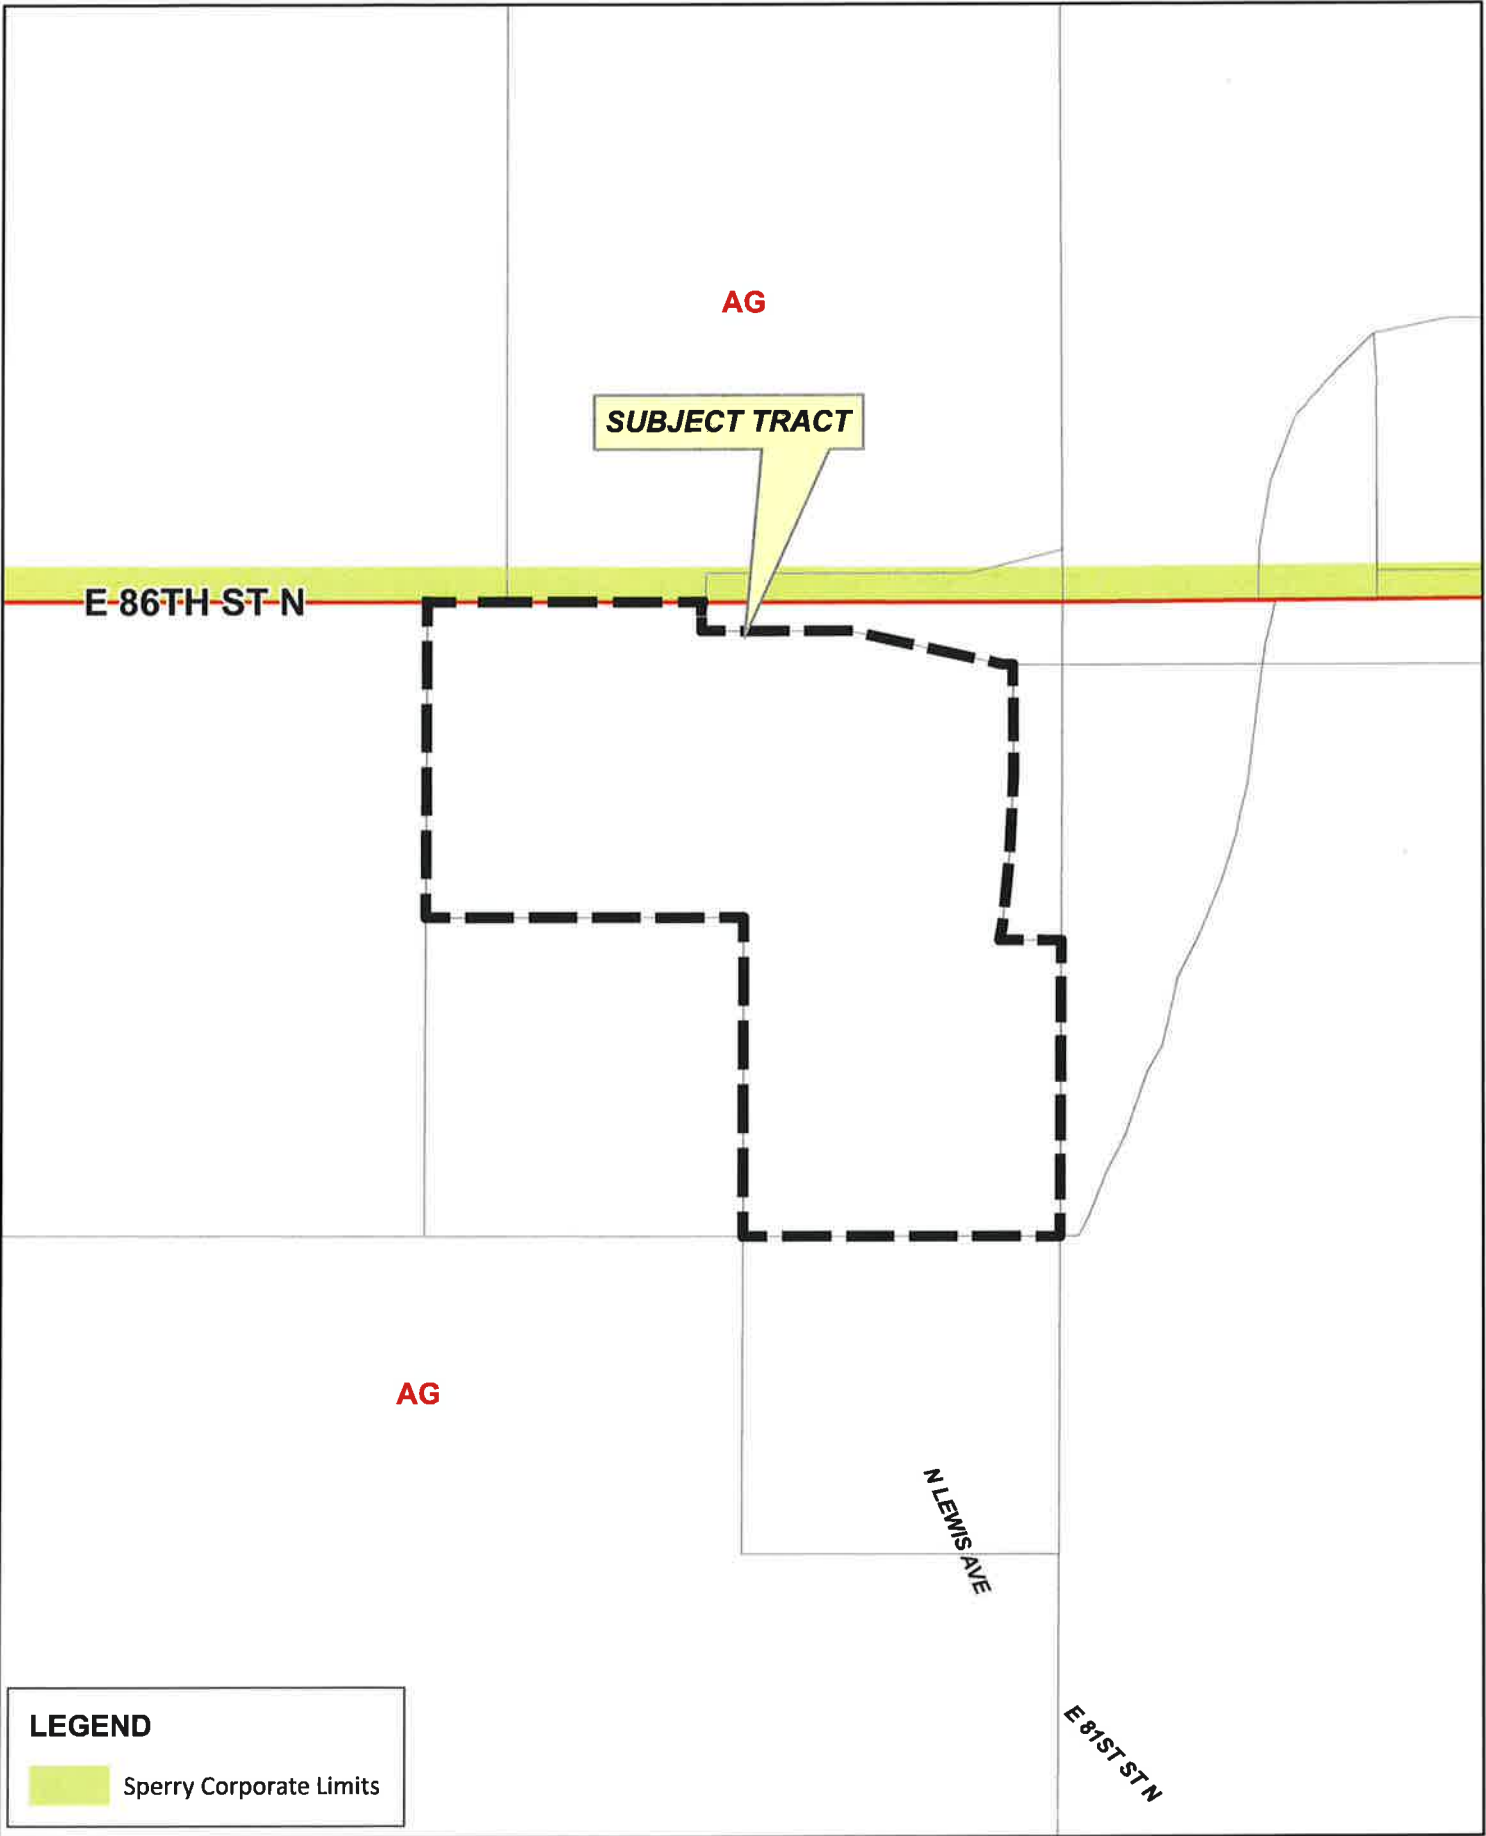 AG
SUBJECT TRACT
E 86TH ST N
AG
N LEWIS AVE
E 81ST ST N
LEGEND
Sperry Corporate Limits